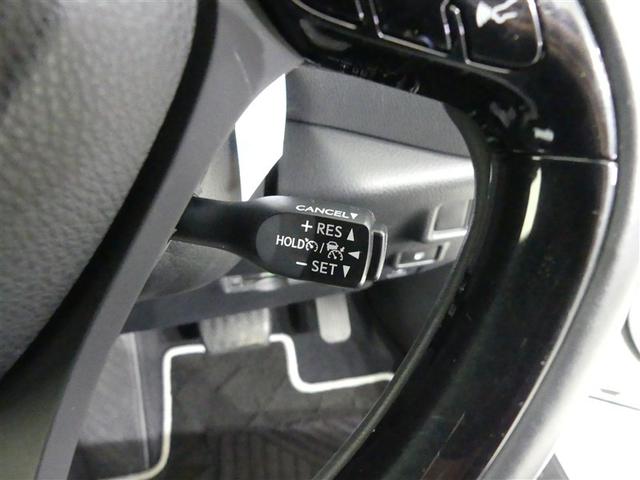 CANCEL▼
+ RES ▲
HOLD / ◀
− SET ▼